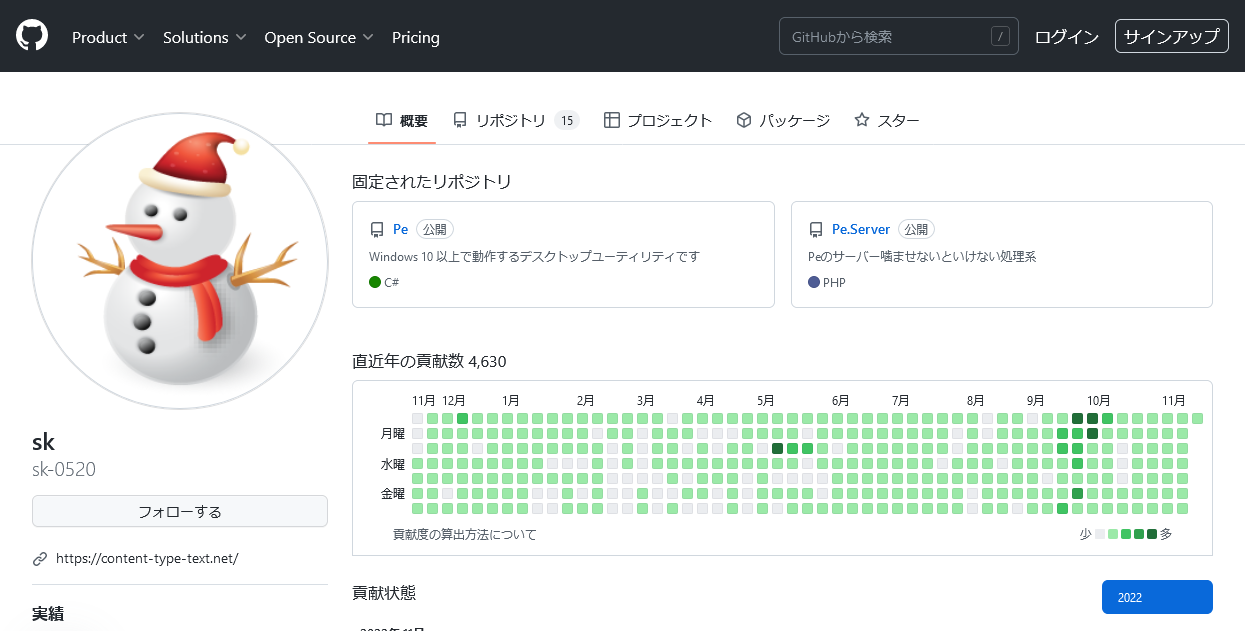 Product Solutions Open Source Pricing GitHubから検索 / ログイン サインアップ
概要 リポジトリ 15 プロジェクト パッケージ スター
固定されたリポジトリ
Pe 公開
Windows 10 以上で動作するデスクトップユーティリティです
C#
Pe.Server 公開
Peのサーバー噛ませないといけない処理系
PHP
直近年の貢献数 4,630
11月 12月 1月 2月 3月 4月 5月 6月 7月 8月 9月 10月 11月
月曜
水曜
金曜
貢献度の算出方法について 少 多
sk
sk-0520
フォローする
https://content-type-text.net/
実績
貢献状態
2022